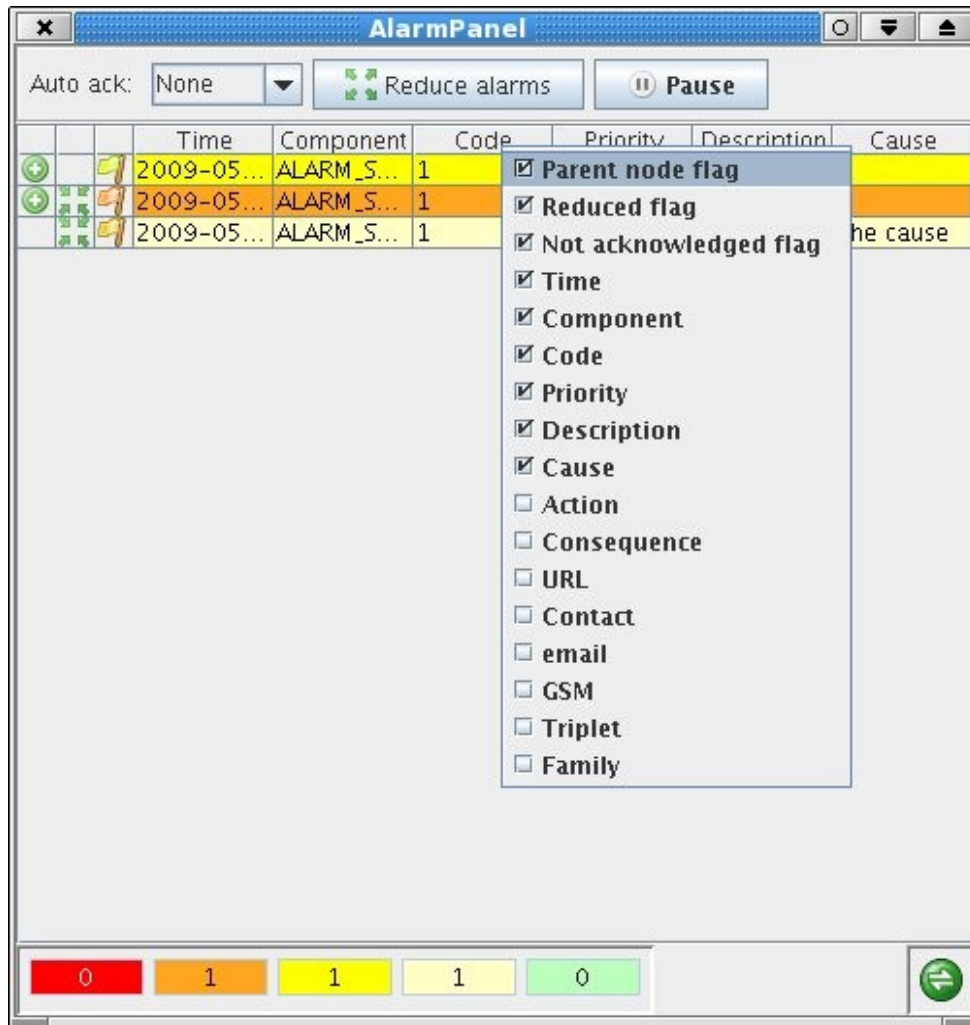 AlarmPanel
Auto ack: None Reduce alarms Pause
Time Component Code Priority Description Cause
2009-05... ALARM_S... 1
2009-05... ALARM_S... 1
2009-05... ALARM_S... 1 he cause
Parent node flag
Reduced flag
Not acknowledged flag
Time
Component
Code
Priority
Description
Cause
Action
Consequence
URL
Contact
email
GSM
Triplet
Family
0 1 1 1 0